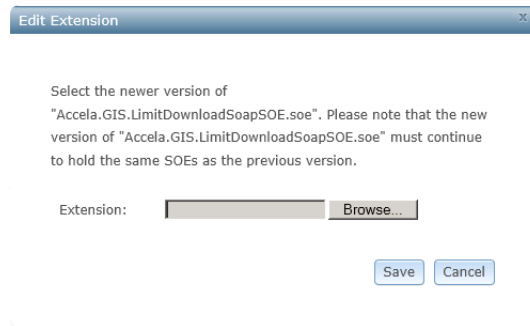 Edit Extension x
Select the newer version of
"Accela.GIS.LimitDownloadSoapSOE.soe". Please note that the new
version of "Accela.GIS.LimitDownloadSoapSOE.soe" must continue
to hold the same SOEs as the previous version.
Extension: Browse...
Save Cancel